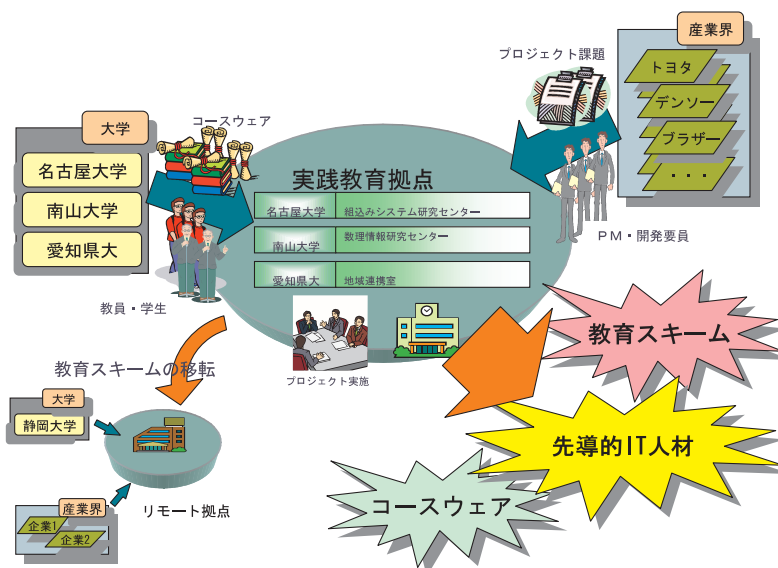 産業界
プロジェクト課題
トヨタ
デンソー
ブラザー
・・・
PM・開発要員
大学
コースウェア
名古屋大学
南山大学
愛知県大
教員・学生
実践教育拠点
名古屋大学 組込みシステム研究センター
南山大学 数理情報研究センター
愛知県大 地域連携室
プロジェクト実施
教育スキームの移転
大学
静岡大学
産業界
企業1
企業2
リモート拠点
教育スキーム
先導的IT人材
コースウェア